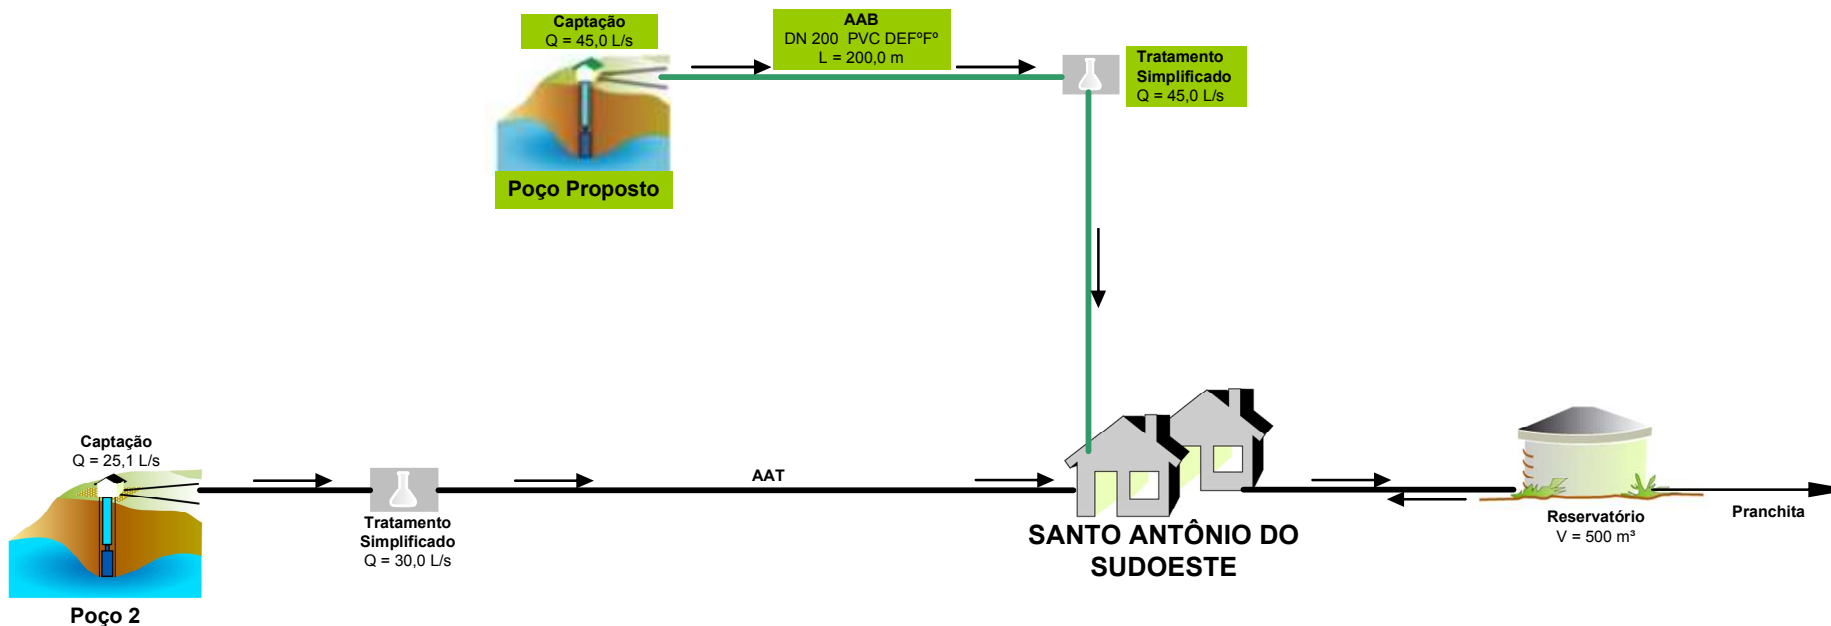 Captação
Q = 45,0 L/s
AAB
DN 200  PVC DEFºFº
L = 200,0 m
Tratamento
Simplificado
Q = 45,0 L/s
Poço Proposto
Captação
Q = 25,1 L/s
AAT
Tratamento
Simplificado
Q = 30,0 L/s
Poço 2
SANTO ANTÔNIO DO
SUDOESTE
Reservatório
V = 500 m³
Pranchita